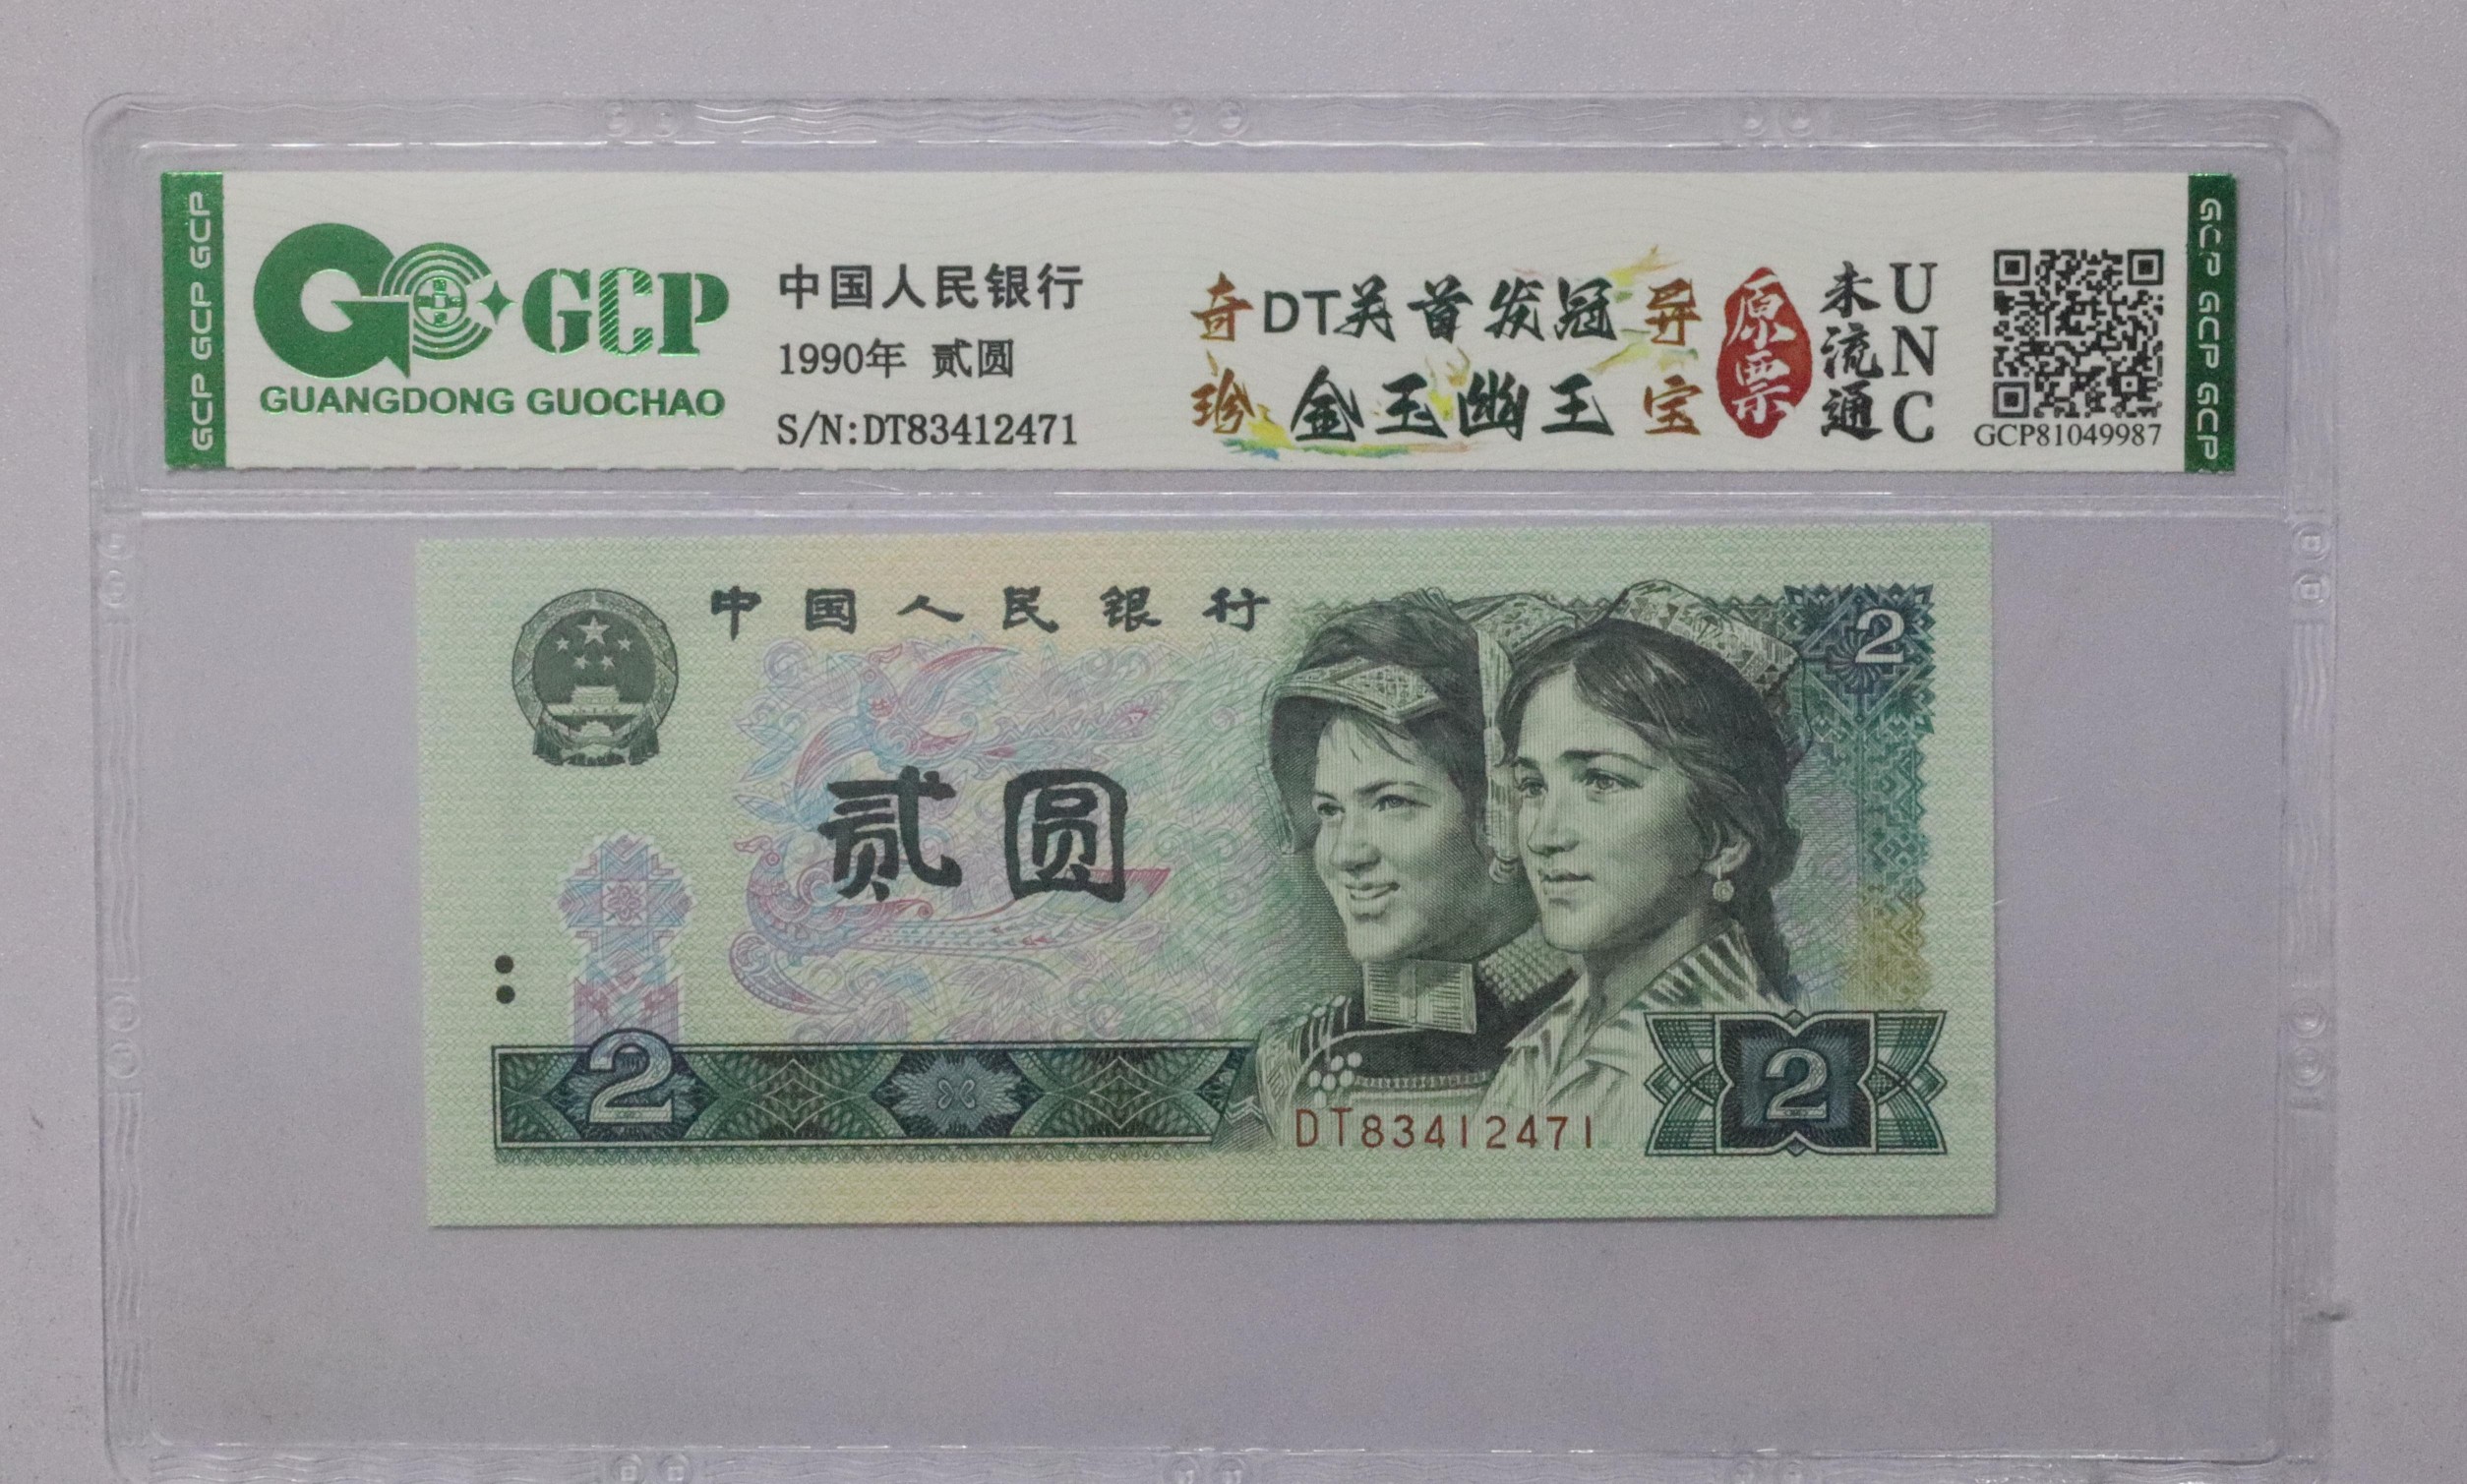 GCP GCP GCP
GCP
GUANGDONG GUOCHAO
中国人民银行
1990年 贰圆
S/N:DT83412471
奇DT关首发冠异
珍金玉幽王宝
原票
未流通
UNC
GCP81049987
GCP GCP GCP
中国人民银行
2
贰圆
2
DT83412471
2